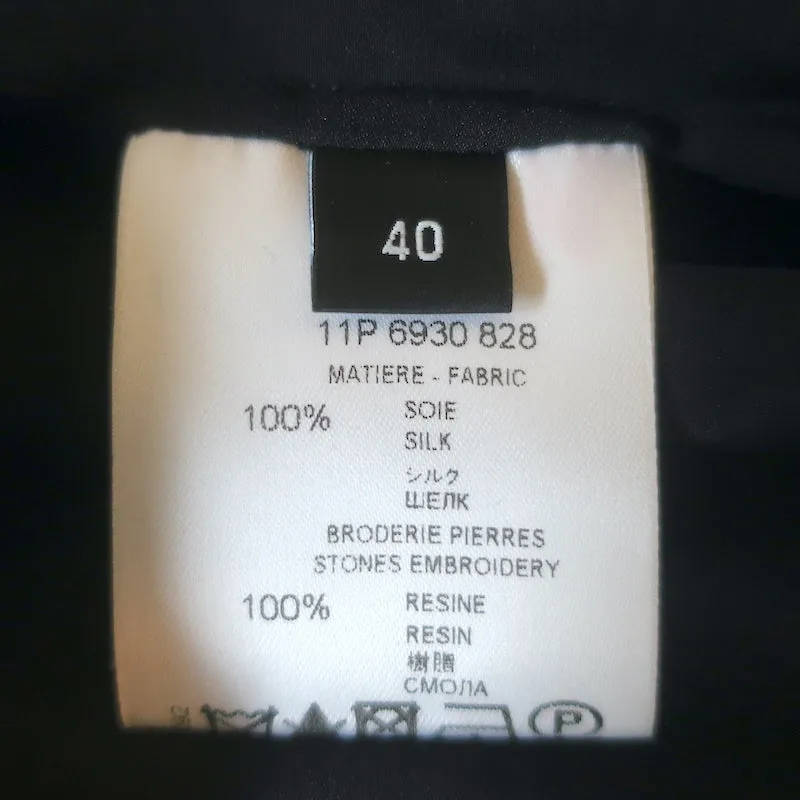 40
11P 6930 828
MATIERE - FABRIC
100% SOIE
SILK
シルク
ШЕЛК
BRODERIE PIERRES
STONES EMBROIDERY
100% RESINE
RESIN
樹脂
СМОЛА
P